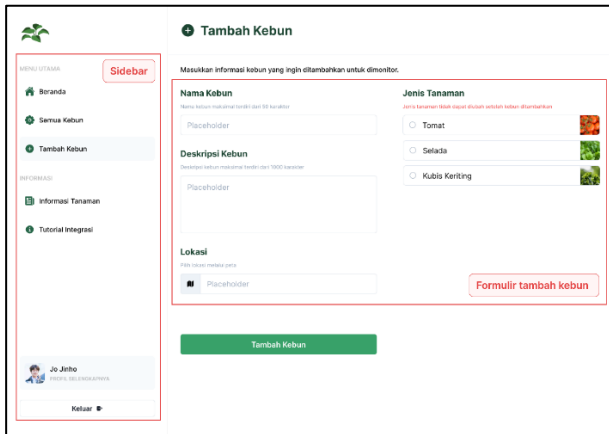 Tambah Kebun
MENU UTAMA
Sidebar
Beranda
Semua Kebun
Tambah Kebun
INFORMASI
Informasi Tanaman
Tutorial Integrasi
Jo Jinho
PROFIL SELENGKAPNYA
Keluar
Masukkan informasi kebun yang ingin ditambahkan untuk dimonitor.
Nama Kebun
Nama kebun maksimal terdiri dari 50 karakter
Placeholder
Deskripsi Kebun
Deskripsi kebun maksimal terdiri dari 1000 karakter
Placeholder
Lokasi
Pilih lokasi melalui peta
Placeholder
Jenis Tanaman
Jenis tanaman tidak dapat diubah setelah kebun ditambahkan
Tomat
Selada
Kubis Keriting
Formulir tambah kebun
Tambah Kebun